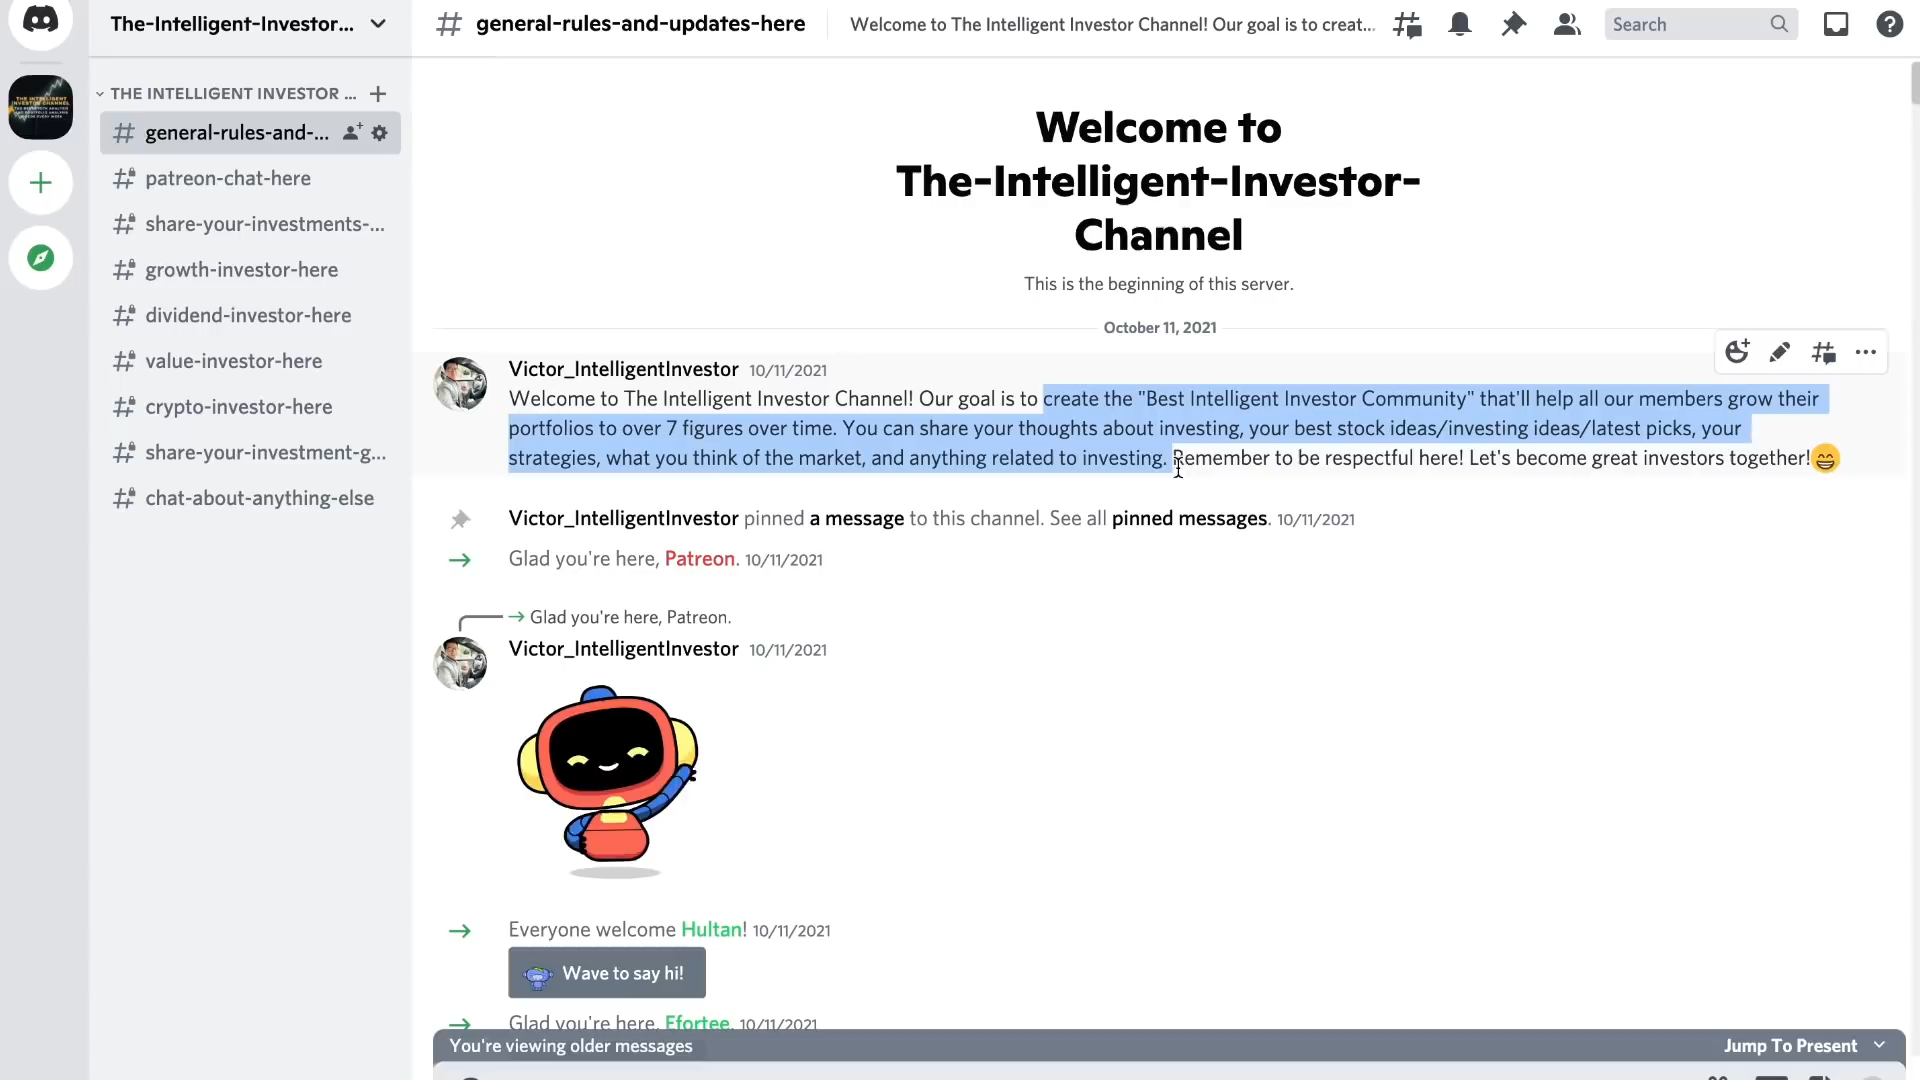 The-Intelligent-Investor...
general-rules-and-updates-here
Welcome to The Intelligent Investor Channel! Our goal is to creat...
Search
THE INTELLIGENT INVESTOR ...
general-rules-and-...
patreon-chat-here
share-your-investments-...
growth-investor-here
dividend-investor-here
value-investor-here
crypto-investor-here
share-your-investment-g...
chat-about-anything-else
Welcome to
The-Intelligent-Investor-
Channel
This is the beginning of this server.
October 11, 2021
Victor_IntelligentInvestor 10/11/2021
Welcome to The Intelligent Investor Channel! Our goal is to create the "Best Intelligent Investor Community" that'll help all our members grow their
portfolios to over 7 figures over time. You can share your thoughts about investing, your best stock ideas/investing ideas/latest picks, your
strategies, what you think of the market, and anything related to investing. Remember to be respectful here! Let's become great investors together!😄
Victor_IntelligentInvestor pinned a message to this channel. See all pinned messages. 10/11/2021
Glad you're here, Patreon. 10/11/2021
Glad you're here, Patreon.
Victor_IntelligentInvestor 10/11/2021
Everyone welcome Hultan! 10/11/2021
Wave to say hi!
Glad you're here, Efortee. 10/11/2021
You're viewing older messages
Jump To Present